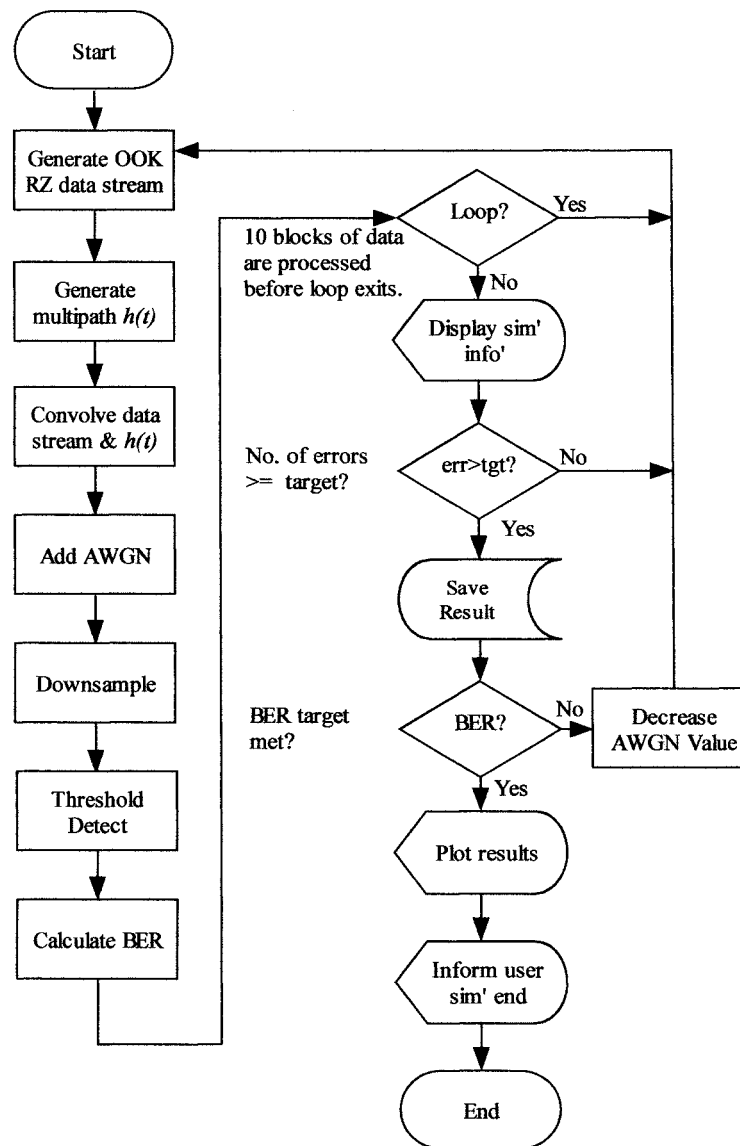 Start
Generate OOK
RZ data stream
Generate
multipath h(t)
Convolve data
stream & h(t)
Add AWGN
Downsample
Threshold
Detect
Calculate BER
Loop?
Yes
10 blocks of data
are processed
before loop exits.
No
Display sim'
info'
No. of errors
>= target?
err>tgt?
No
Yes
Save
Result
BER target
met?
BER?
No
Decrease
AWGN Value
Yes
Plot results
Inform user
sim' end
End